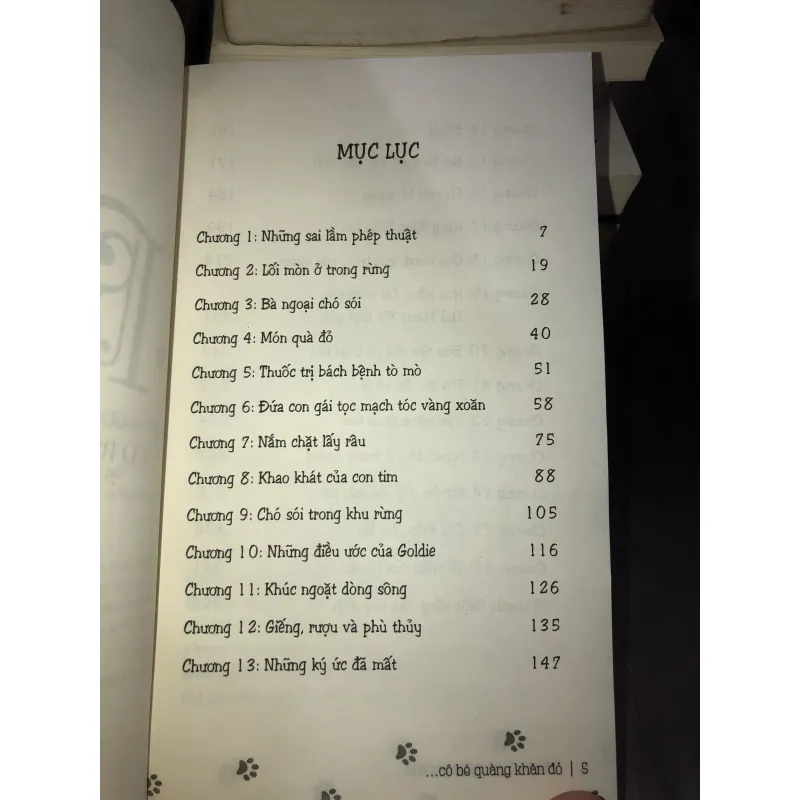 MỤC LỤC
Chương 1: Những sai lầm phép thuật 7
Chương 2: Lối mòn ở trong rừng 19
Chương 3: Bà ngoại chó sói 28
Chương 4: Món quà đỏ 40
Chương 5: Thuốc trị bách bệnh tò mò 51
Chương 6: Đứa con gái tọc mạch tóc vàng xoăn 58
Chương 7: Nắm chặt lấy râu 75
Chương 8: Khao khát của con tim 88
Chương 9: Chó sói trong khu rừng 105
Chương 10: Những điều ước của Goldie 116
Chương 11: Khúc ngoặt dòng sông 126
Chương 12: Giếng, rượu và phù thủy 135
Chương 13: Những ký ức đã mất 147
...cô bé quàng khăn đỏ | 5